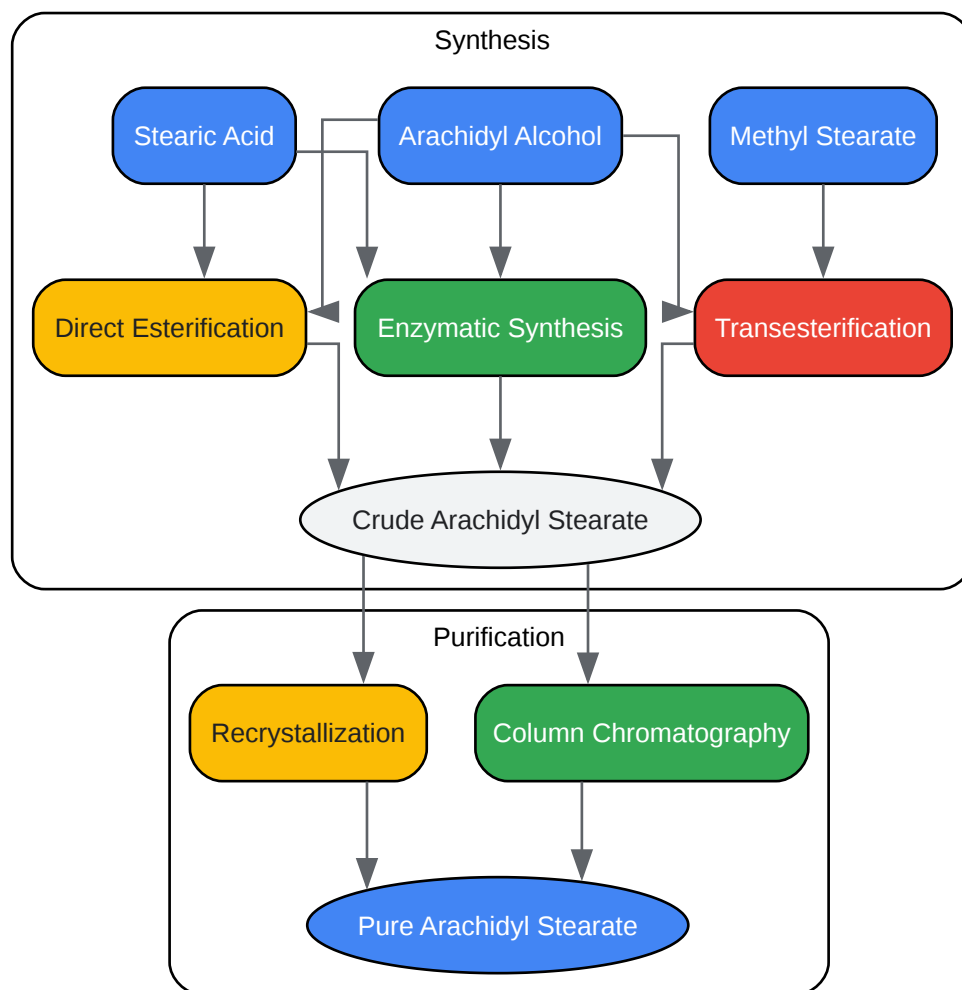 Synthesis
Stearic Acid
Arachidyl Alcohol
Methyl Stearate
Direct Esterification
Enzymatic Synthesis
Transesterification
Crude Arachidyl Stearate
Purification
Recrystallization
Column Chromatography
Pure Arachidyl Stearate